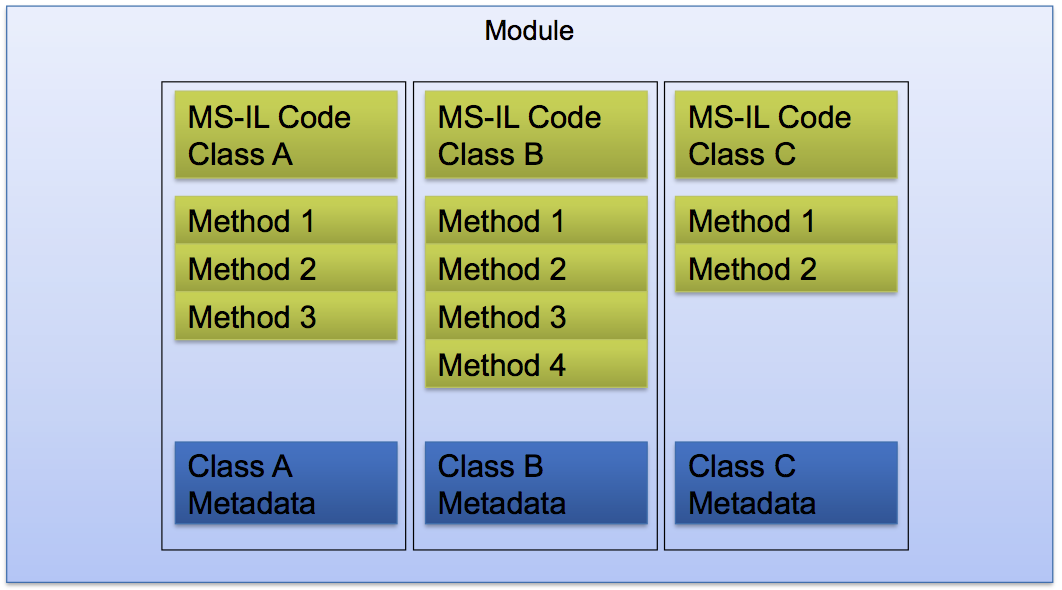 Module
MS-IL Code
Class A
Method 1
Method 2
Method 3
Class A
Metadata
MS-IL Code
Class B
Method 1
Method 2
Method 3
Method 4
Class B
Metadata
MS-IL Code
Class C
Method 1
Method 2
Class C
Metadata